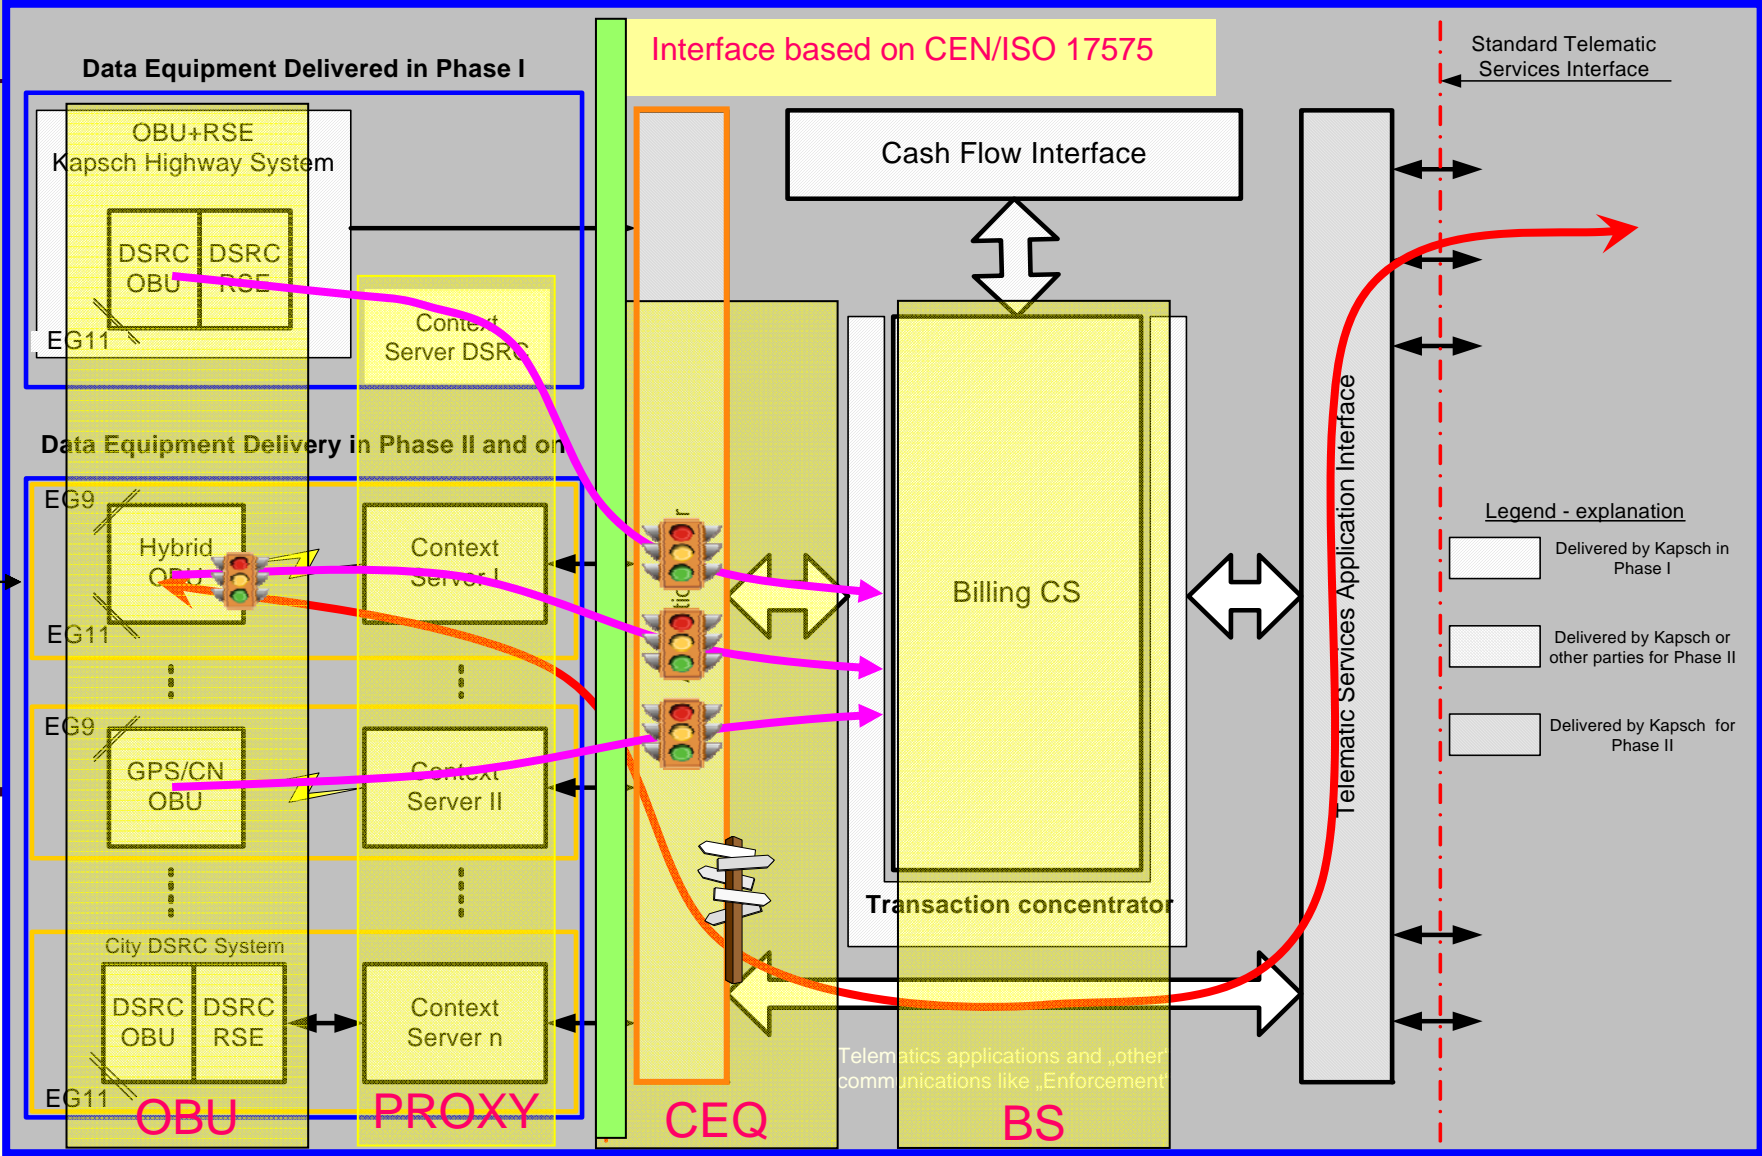 Interface based on CEN/ISO 17575
Standard Telematic
Services Interface
Data Equipment Delivered in Phase I
OBU+RSE
Kapsch Highway System
DSRC
OBU
DSRC
RSE
EG11
Context
Server DSRC
Cash Flow Interface
Data Equipment Delivery in Phase II and on
EG9
Hybrid
OBU
EG11
Context
Server I
EG9
GPS/CN
OBU
Context
Server II
City DSRC System
DSRC
OBU
DSRC
RSE
EG11
Context
Server n
Billing CS
Transaction concentrator
Telematics applications and „other“
communications like „Enforcement“
Telematic Services Application Interface
Legend - explanation
Delivered by Kapsch in
Phase I
Delivered by Kapsch or
other parties for Phase II
Delivered by Kapsch for
Phase II
OBU
PROXY
CEQ
BS